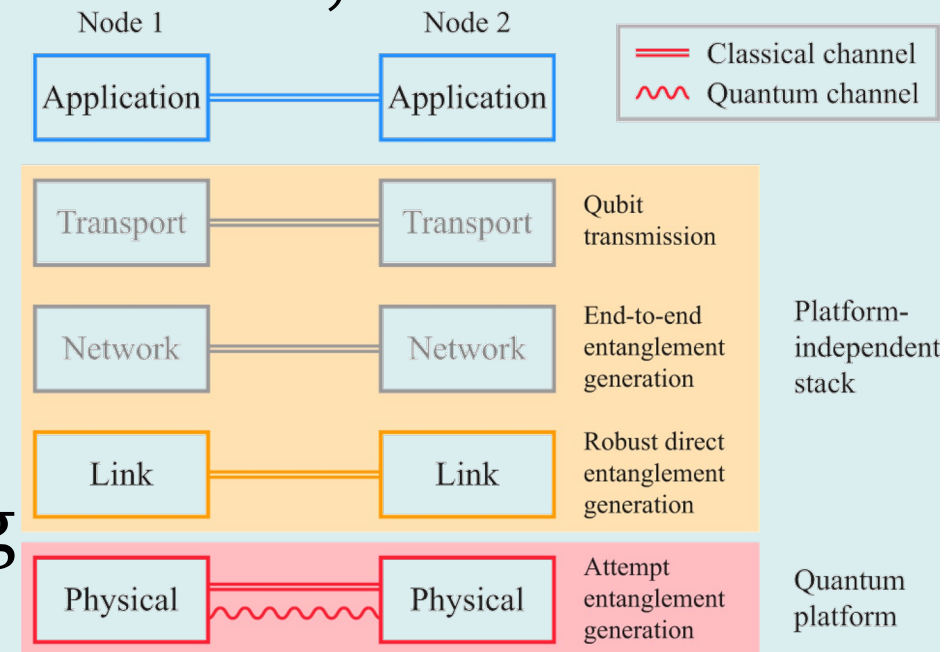 Node 1
Node 2
Classical channel
Quantum channel
Application
Application
Transport
Transport
Qubit
transmission
Network
Network
End-to-end
entanglement
generation
Platform-
independent
stack
Link
Link
Robust direct
entanglement
generation
g
Physical
Physical
Attempt
entanglement
generation
Quantum
platform